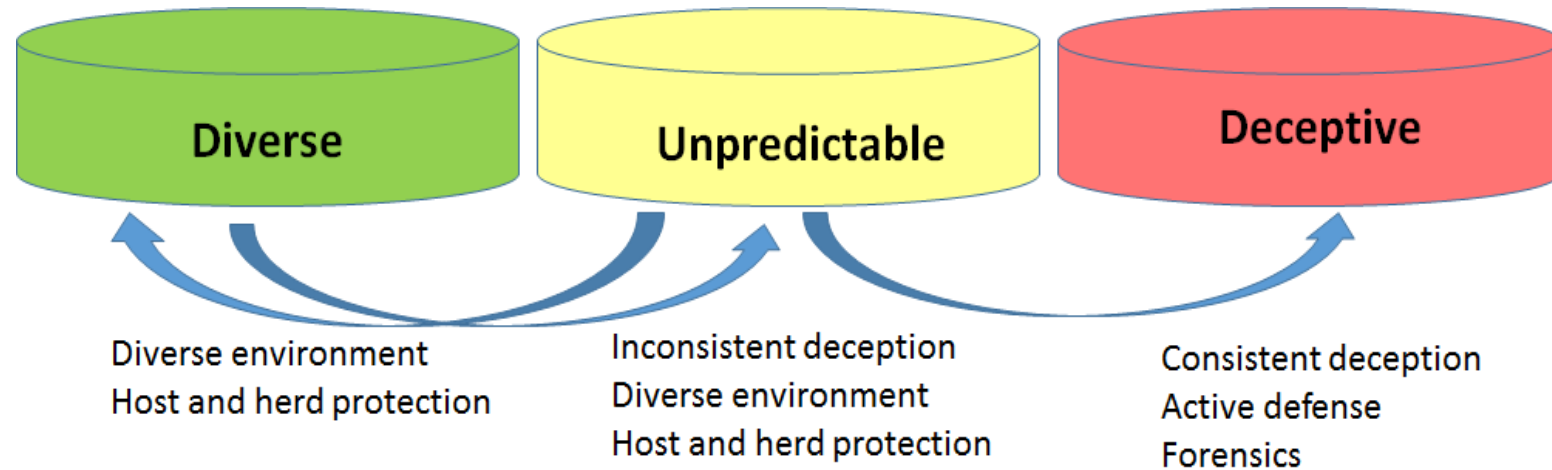 Diverse
Unpredictable
Deceptive
Diverse environment
Host and herd protection
Inconsistent deception
Diverse environment
Host and herd protection
Consistent deception
Active defense
Forensics